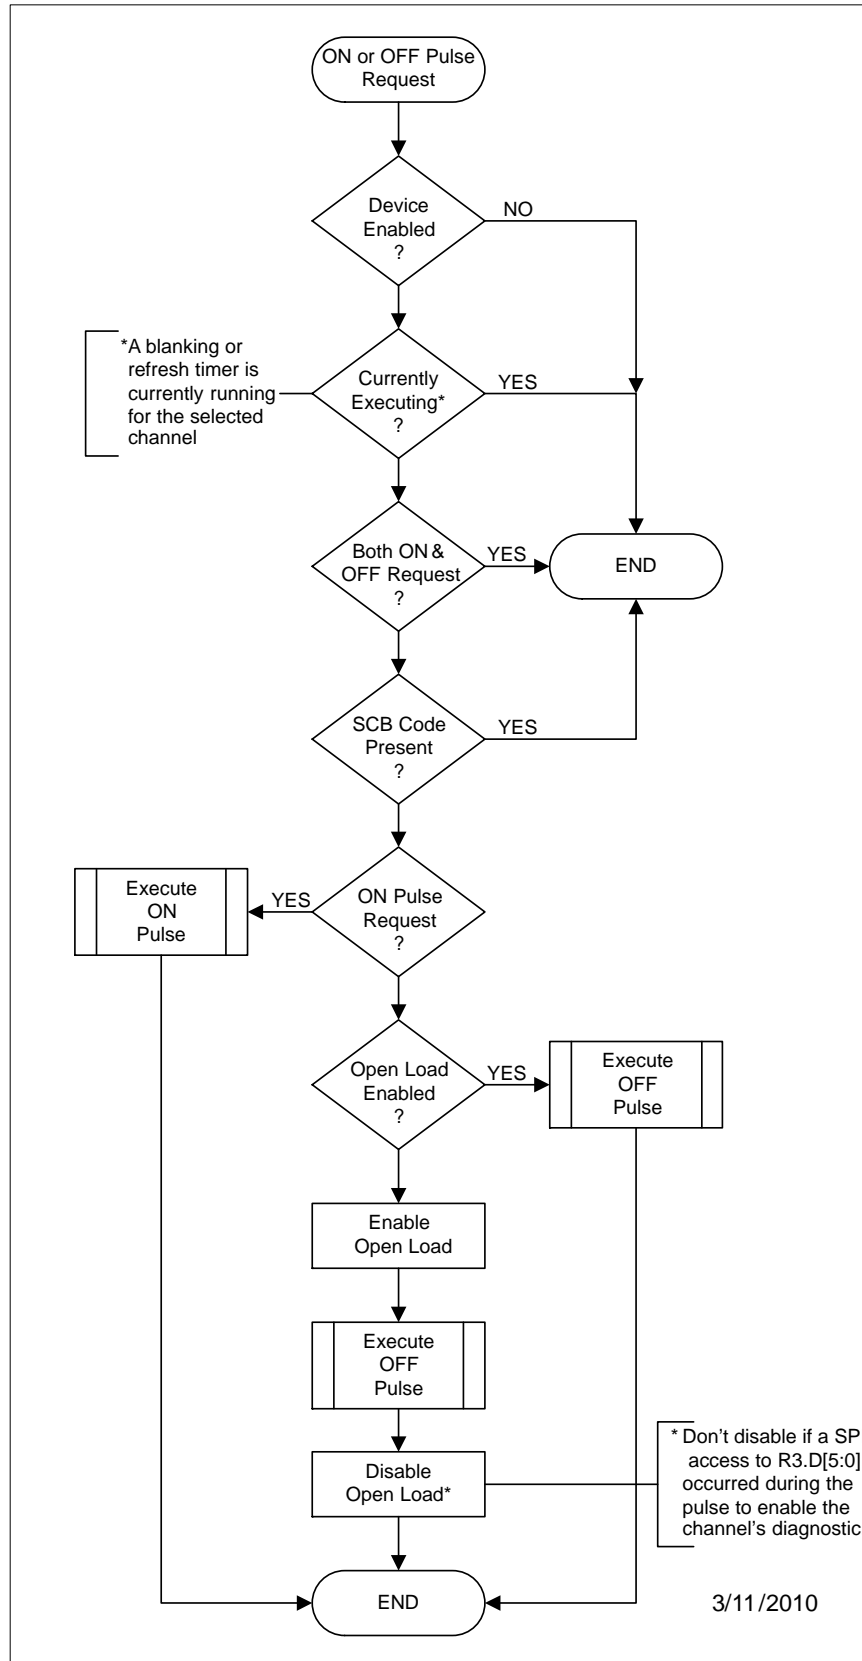 ON or OFF Pulse
Request
Device
Enabled
?
NO
*A blanking or
refresh timer is
currently running
for the selected
channel
Currently
Executing*
?
YES
Both ON &
OFF Request
?
YES
END
SCB Code
Present
?
YES
Execute
ON
Pulse
YES
ON Pulse
Request
?
Open Load
Enabled
?
YES
Execute
OFF
Pulse
Enable
Open Load
Execute
OFF
Pulse
Disable
Open Load*
* Don't disable if a SP
access to R3.D[5:0]
occurred during the
pulse to enable the
channel's diagnostic
END
3/11/2010